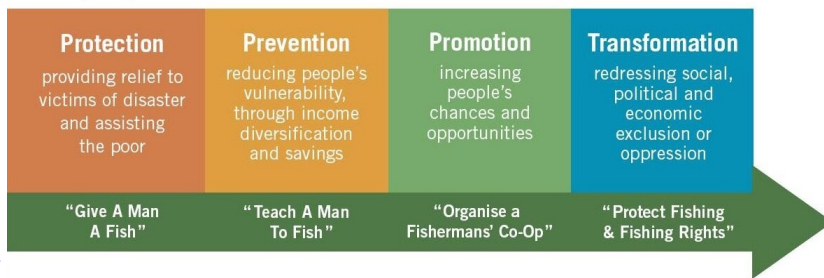 Protection
providing relief to
victims of disaster
and assisting
the poor
Prevention
reducing people's
vulnerability,
through income
diversification
and savings
Promotion
increasing
people's
chances and
opportunities
Transformation
redressing social,
political and
economic
exclusion or
oppression
“Give A Man
A Fish”
“Teach A Man
To Fish”
“Organise a
Fishermans' Co-Op”
“Protect Fishing
& Fishing Rights”